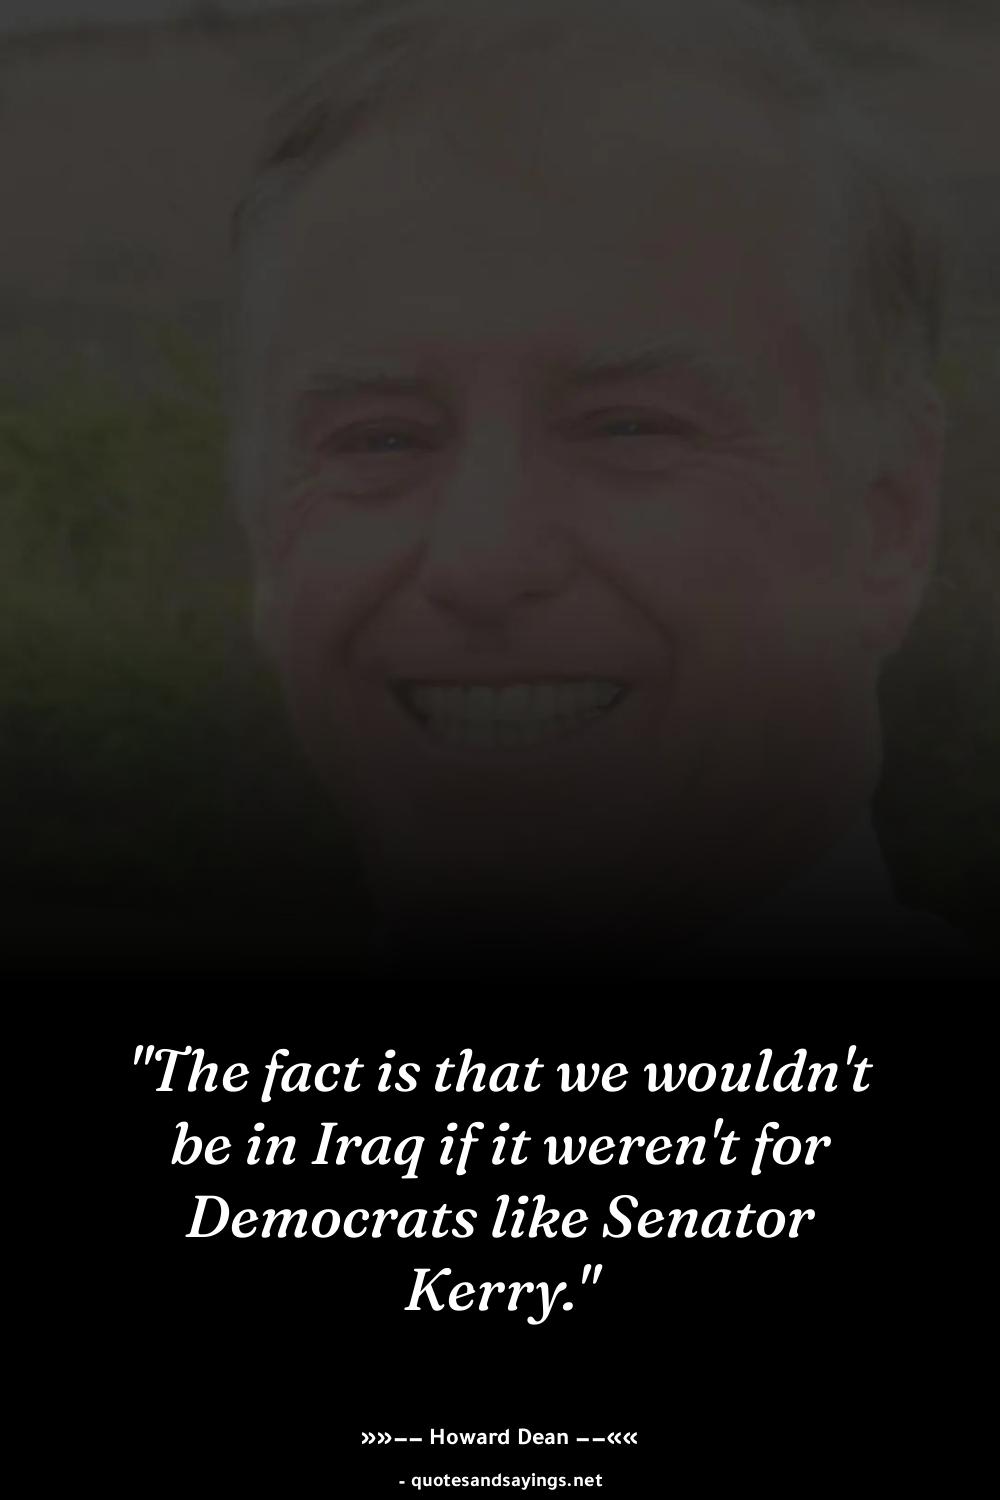 "The fact is that we wouldn't
be in Iraq if it weren't for
Democrats like Senator
Kerry."
»»−− Howard Dean −−««
- quotesandsayings.net